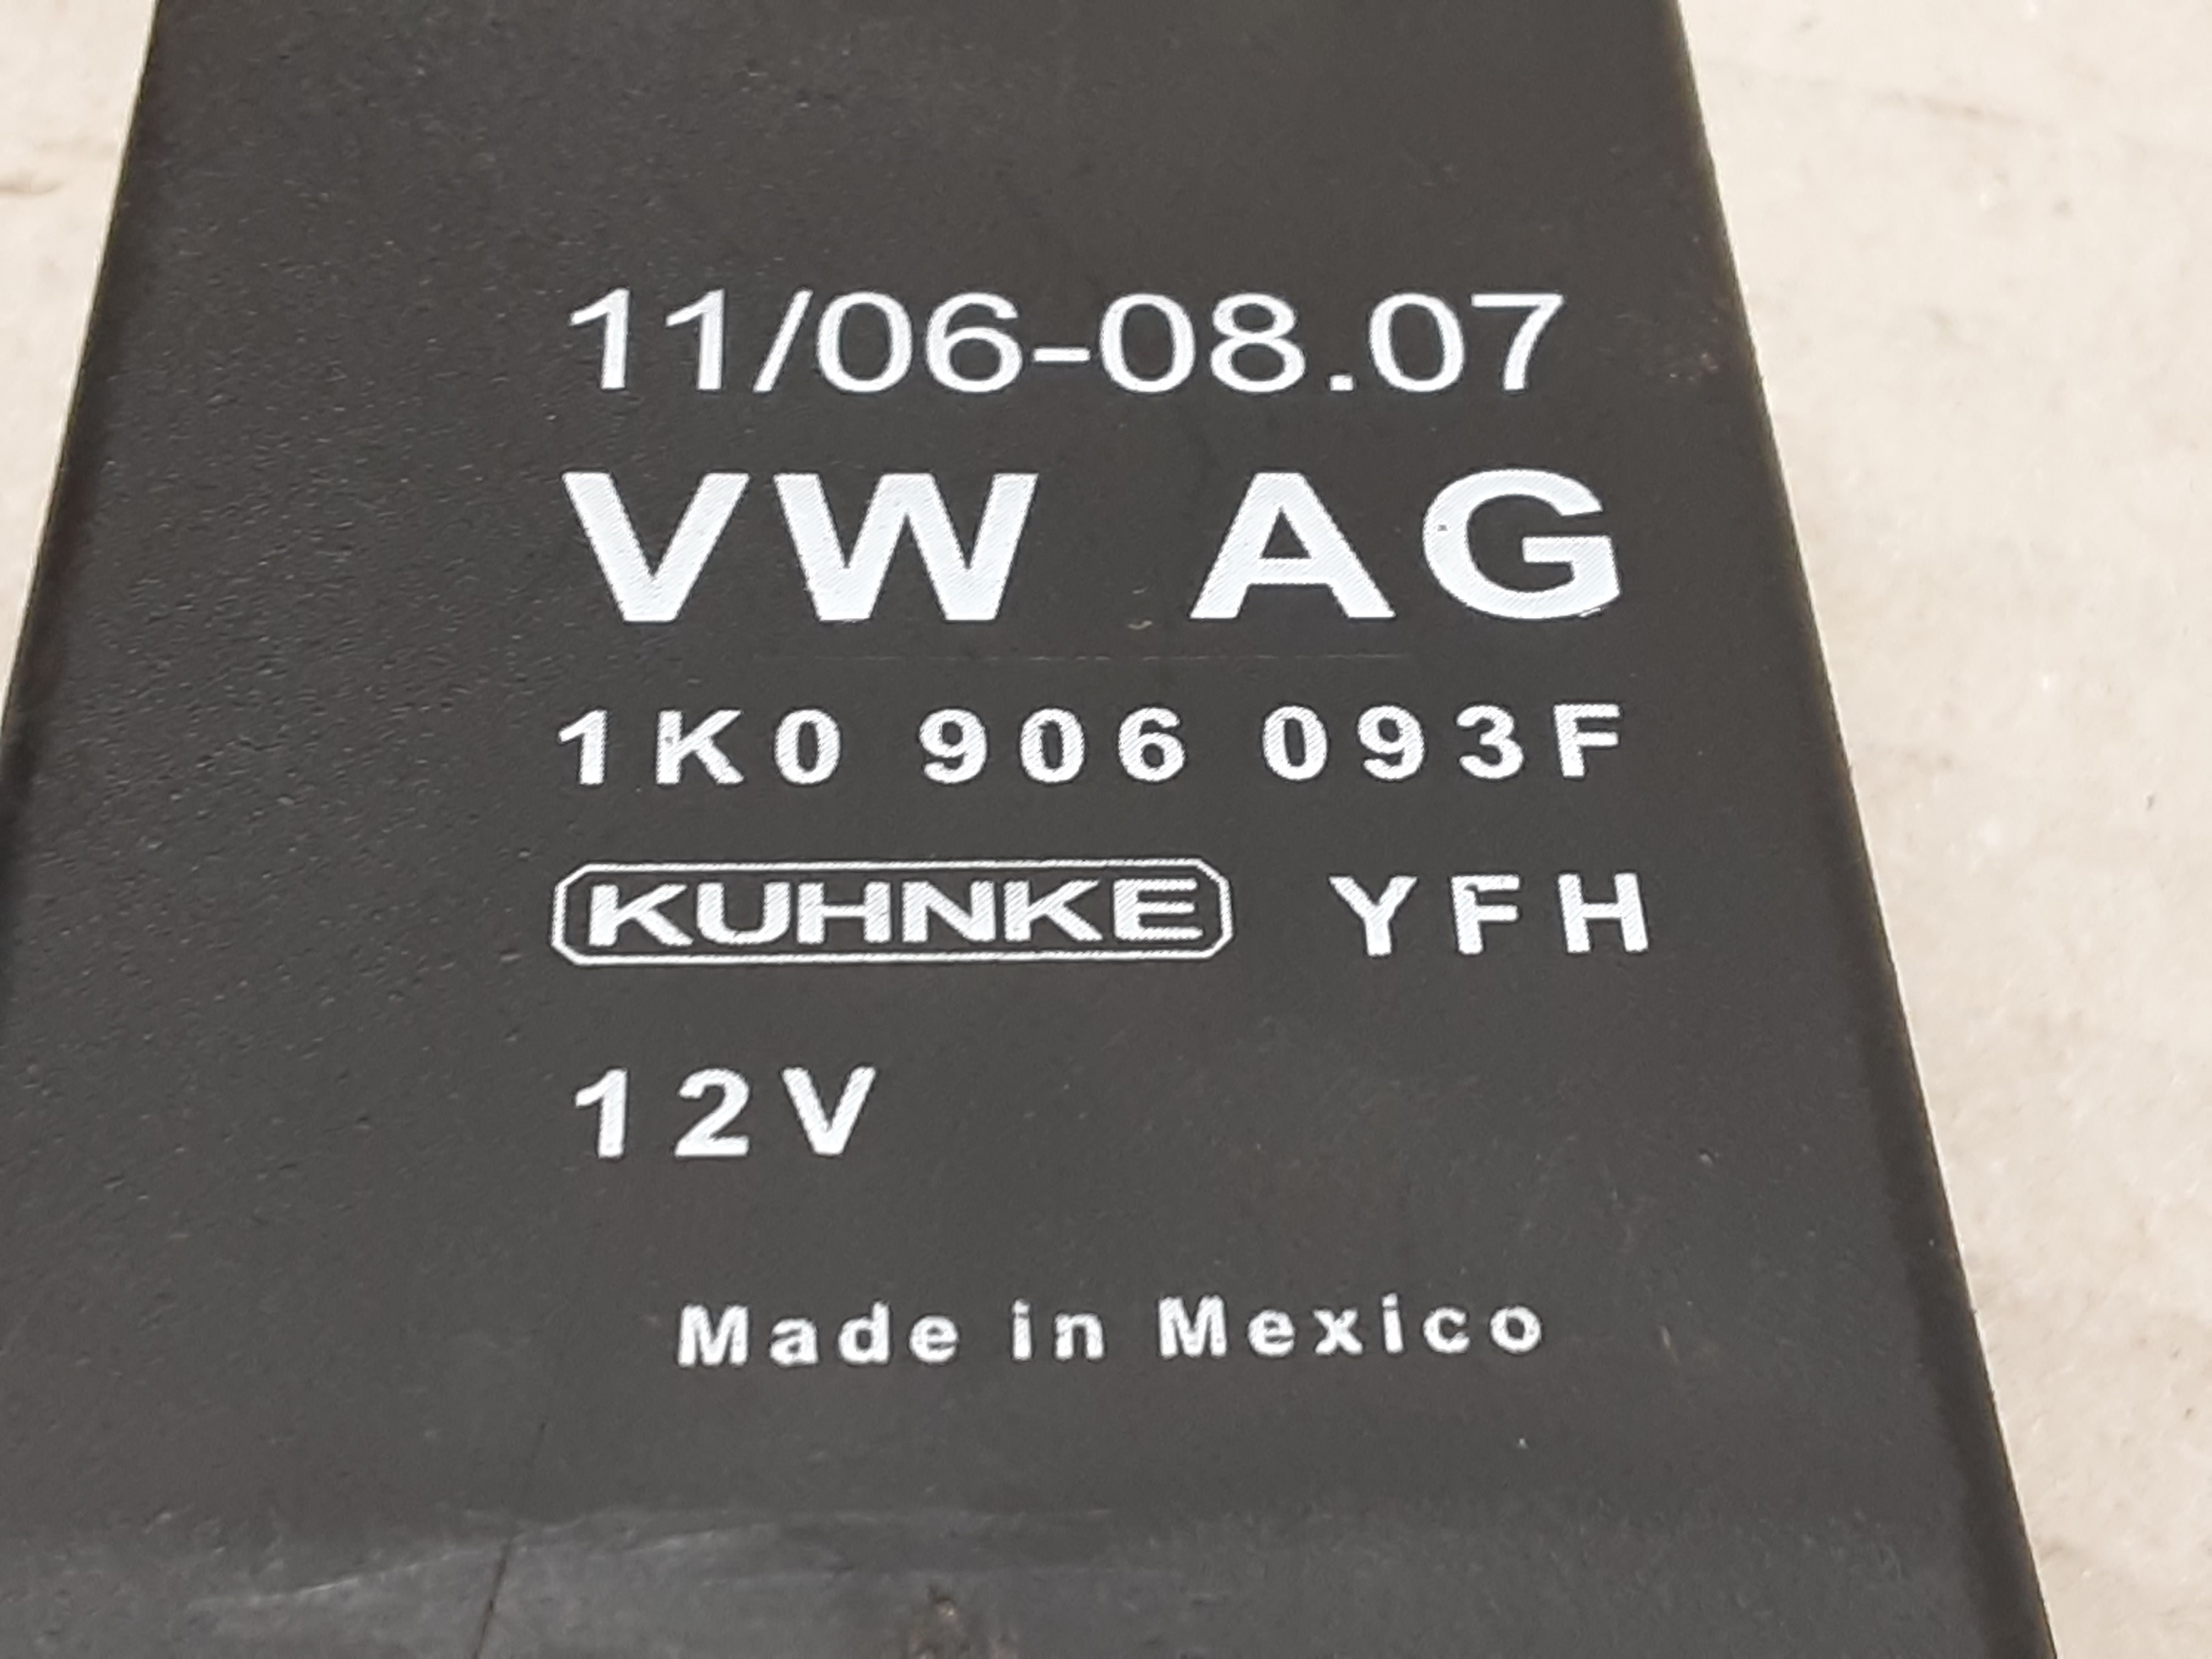 11/06-08.07
VW AG
1K0 906 093F
KUHNKE YFH
12V
Made in Mexico